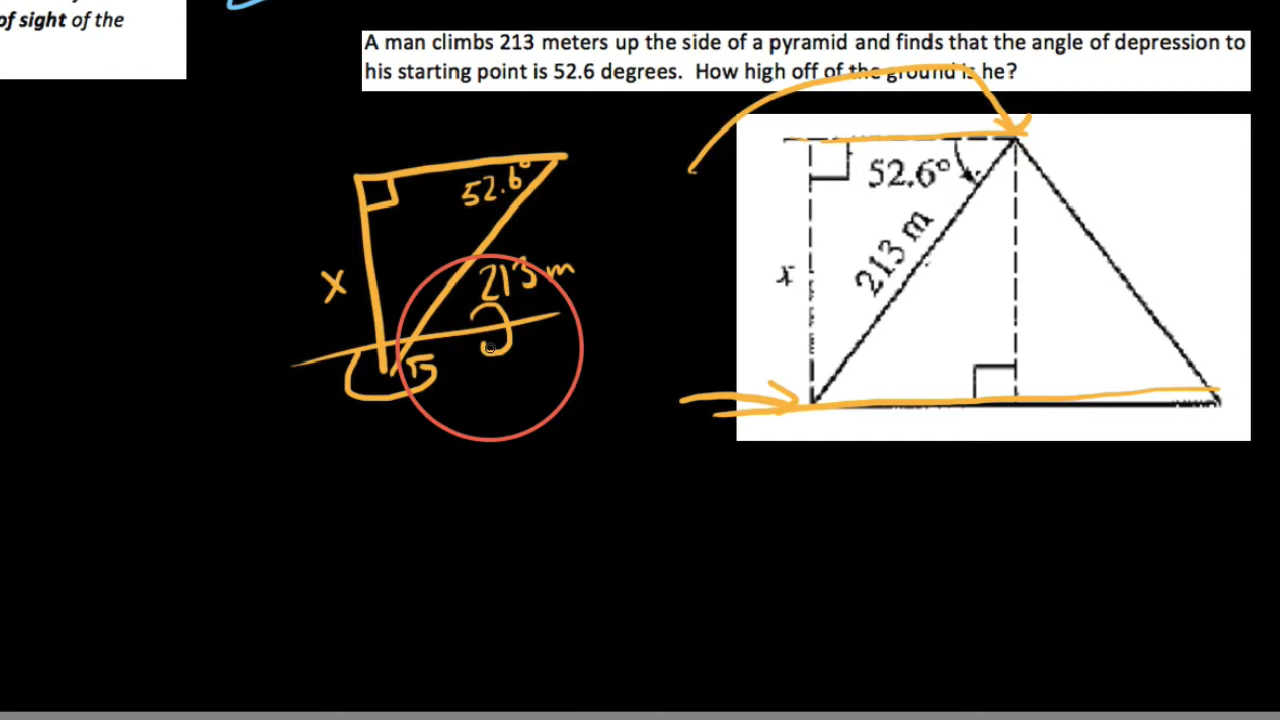 of sight of the
A man climbs 213 meters up the side of a pyramid and finds that the angle of depression to
his starting point is 52.6 degrees. How high off of the ground is he?
52.6°
213 m
x
52.6°
213 m
x